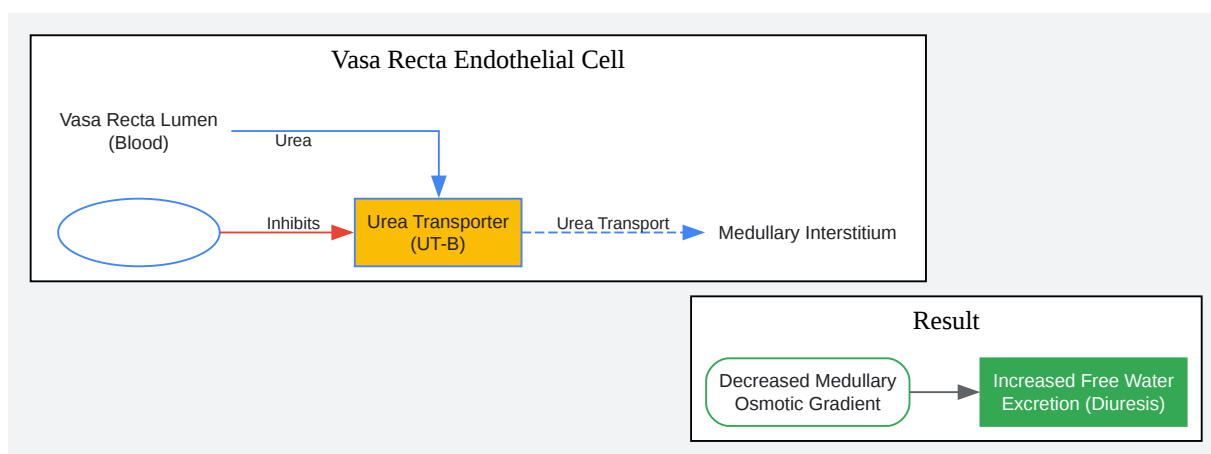 Vasa Recta Endothelial Cell
Vasa Recta Lumen
(Blood)
Urea
Inhibits
Urea Transporter
(UT-B)
Urea Transport
Medullary Interstitium
Result
Decreased Medullary
Osmotic Gradient
Increased Free Water
Excretion (Diuresis)